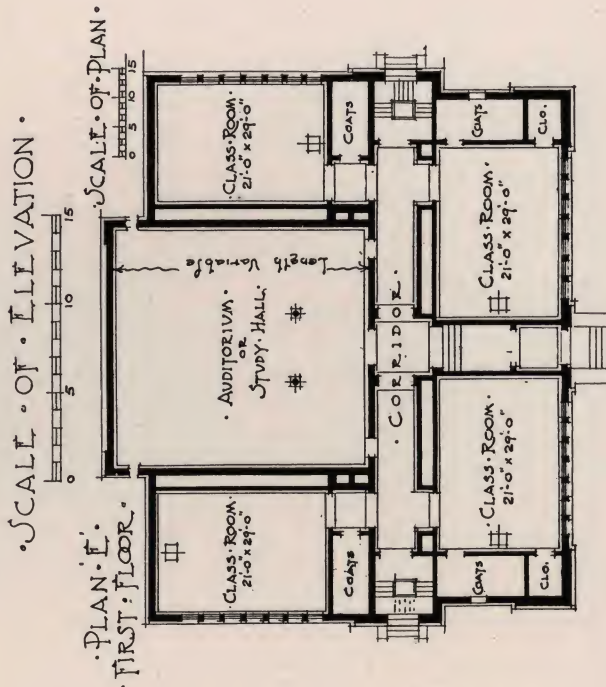 ·SCALE·OF·ELEVATION·
0 5 10 15
·SCALE·OF·PLAN·
0 5 10 15
·PLAN·'E'·
·FIRST·FLOOR·
·CLASS·ROOM·
21'-0" x 29'-0"
COATS
·AUDITORIUM·
OR
STUDY·HALL·
Length Variable
·CLASS·ROOM·
21'-0" x 29'-0"
COATS
·CORRIDOR·
COATS
CLO.
·CLASS·ROOM·
21'-0" x 29'-0"
·CLASS·ROOM·
21'-0" x 29'-0"
COATS
CLO.